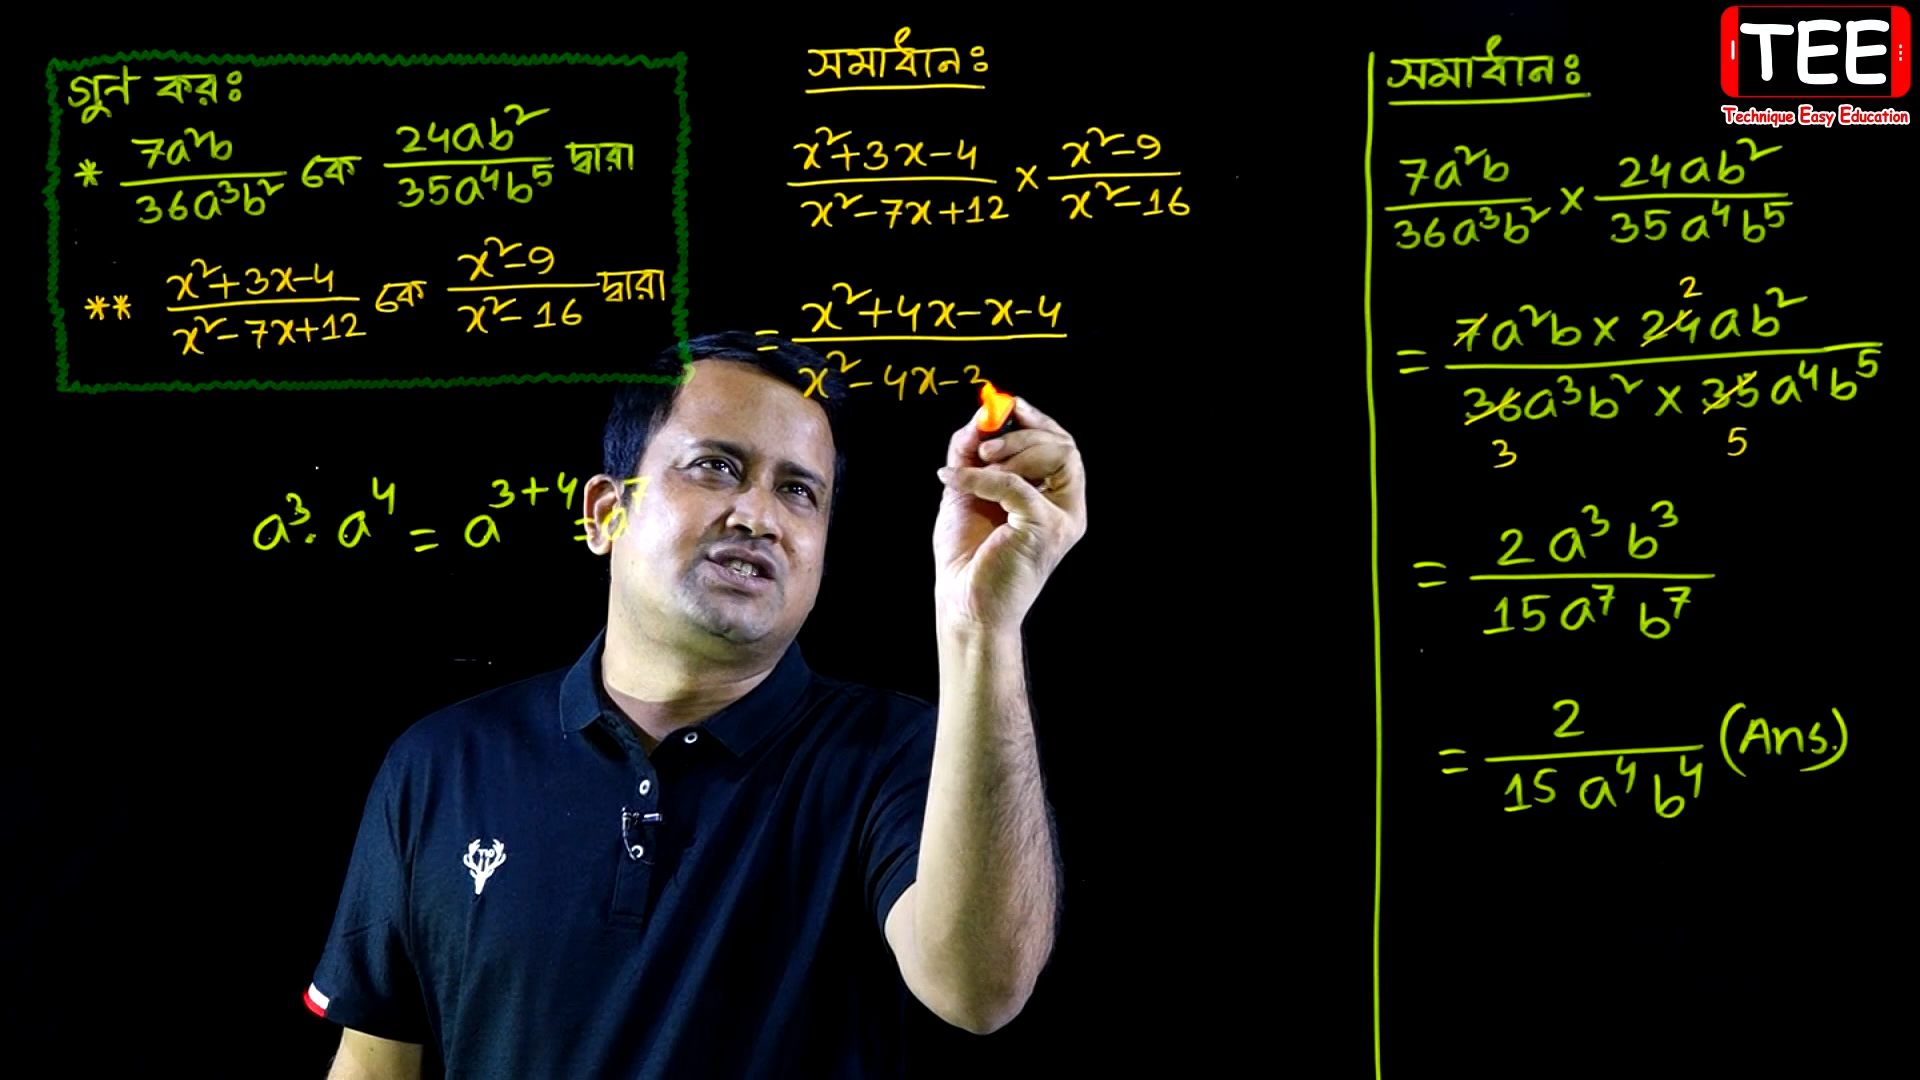 গুণ করঃ
* 7a²b/36a³b² কে 24ab²/35a⁴b⁵ দ্বারা
** x²+3x-4/x²-7x+12 কে x²-9/x²-16 দ্বারা
a³. a⁴ = a³⁺⁴ = a⁷
সমাধানঃ
x²+3x-4/x²-7x+12 × x²-9/x²-16
= x²+4x-x-4/x²-4x-3
সমাধানঃ
7a²b/36a³b² × 24ab²/35a⁴b⁵
2
= 7a²b × 24ab²/36a³b² × 35a⁴b⁵
3 5
= 2a³b³/15a⁷b⁷
= 2/15a⁴b⁴ (Ans.)
TEE
Technique Easy Education